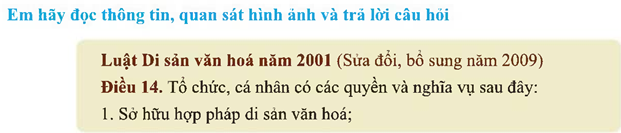 Em hãy đọc thông tin, quan sát hình ảnh và trả lời câu hỏi
Luật Di sản văn hoá năm 2001 (Sửa đổi, bổ sung năm 2009)
Điều 14. Tổ chức, cá nhân có các quyền và nghĩa vụ sau đây:
1. Sở hữu hợp pháp di sản văn hoá;